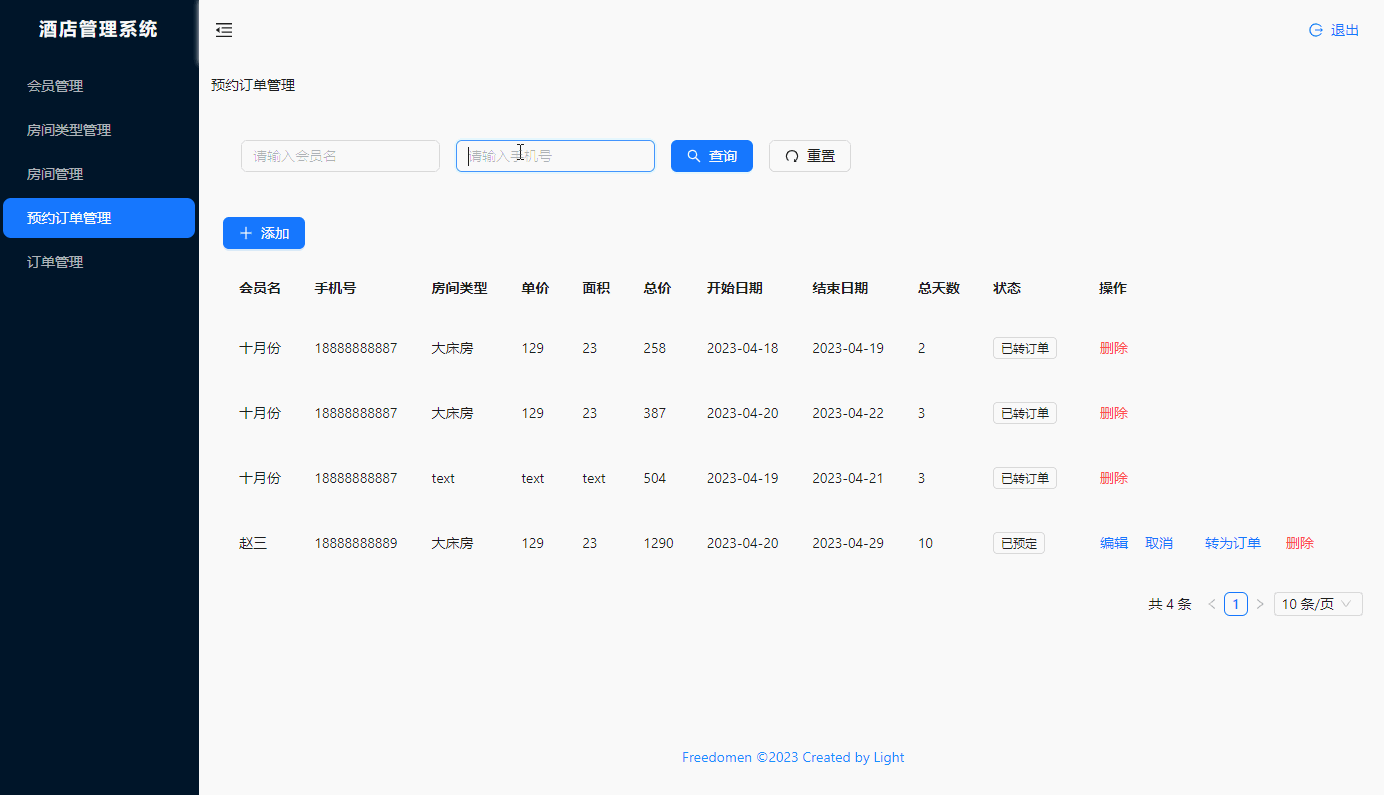 酒店管理系统
退出
会员管理
房间类型管理
房间管理
预约订单管理
订单管理
预约订单管理
请输入会员名 请输入手机号 查询 重置
添加
会员名 手机号 房间类型 单价 面积 总价 开始日期 结束日期 总天数 状态 操作
十月份 18888888887 大床房 129 23 258 2023-04-18 2023-04-19 2 已转订单 删除
十月份 18888888887 大床房 129 23 387 2023-04-20 2023-04-22 3 已转订单 删除
十月份 18888888887 text text text 504 2023-04-19 2023-04-21 3 已转订单 删除
赵三 18888888889 大床房 129 23 1290 2023-04-20 2023-04-29 10 已预定 编辑 取消 转为订单 删除
共 4 条 < 1 > 10 条/页
Freedomen ©2023 Created by Light